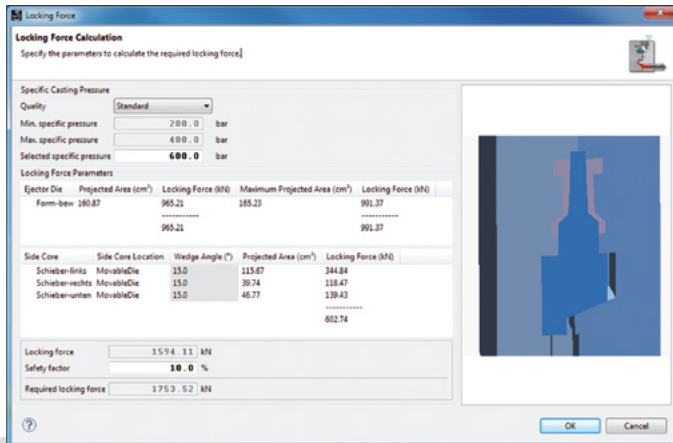 Locking Force
Locking Force Calculation
Specify the parameters to calculate the required locking force.
Specific Casting Pressure
Quality Standard
Min. specific pressure 200.0 bar
Max. specific pressure 400.0 bar
Selected specific pressure 600.0 bar
Locking Force Parameters
Ejector Die Projected Area (cm²) Locking Force (kN) Maximum Projected Area (cm²) Locking Force (kN)
Form-bew 160.87 965.21 165.23 991.37
----------- -----------
965.21 991.37
Side Core Side Core Location Wedge Angle (°) Projected Area (cm²) Locking Force (kN)
Schieber-links MovableDie 15.0 115.67 344.84
Schieber-rechts MovableDie 15.0 39.74 118.47
Schieber-unten MovableDie 15.0 46.77 139.43
-----------
602.74
Locking force 1594.11 kN
Safety factor 10.0 %
Required locking force 1753.52 kN
? OK Cancel